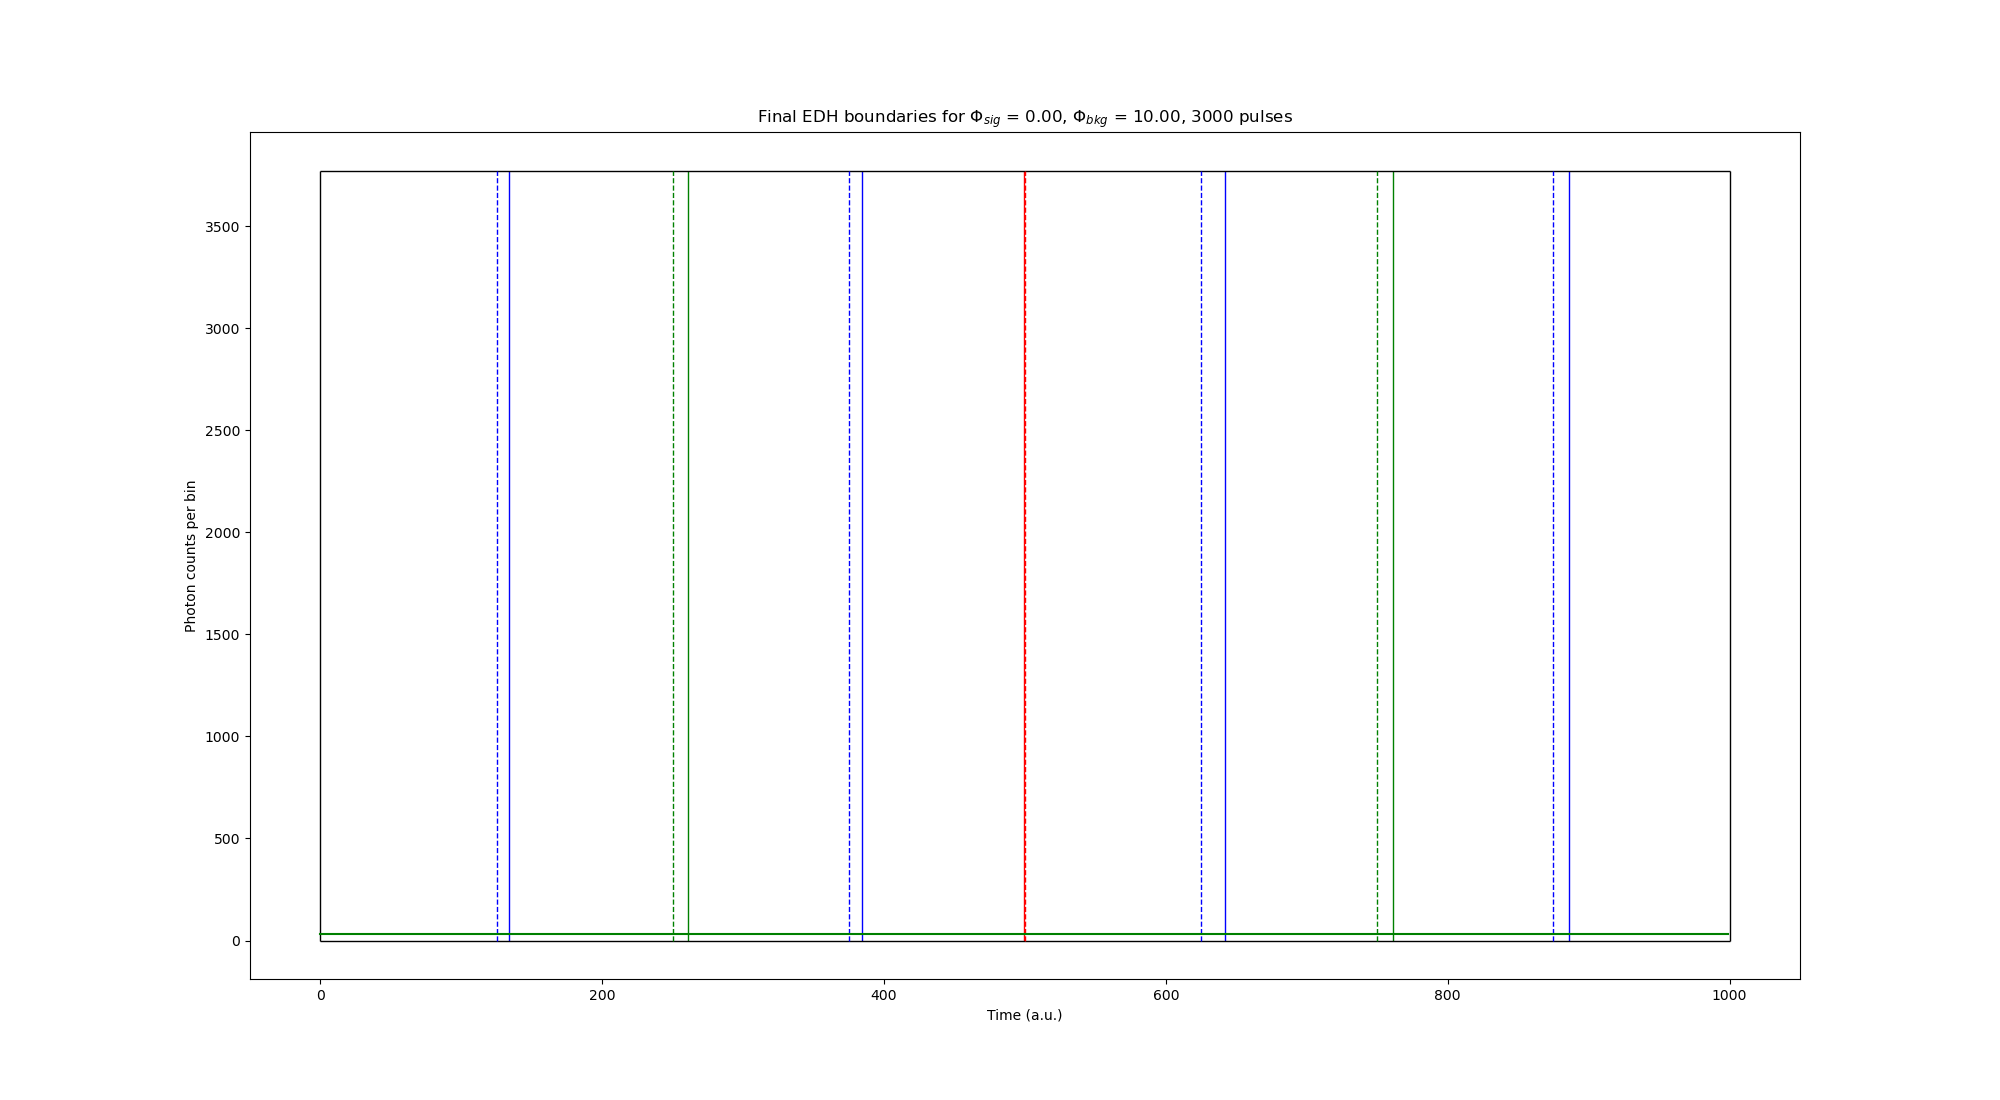 Final EDH boundaries for Φsig = 0.00, Φbkg = 10.00, 3000 pulses
Photon counts per bin
3500
3000
2500
2000
1500
1000
500
0
0 200 400 600 800 1000
Time (a.u.)